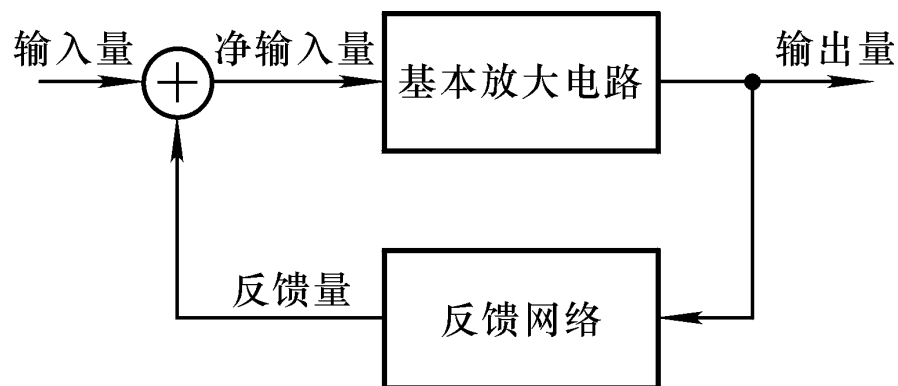 输入量
净输入量
基本放大电路
输出量
反馈量
反馈网络